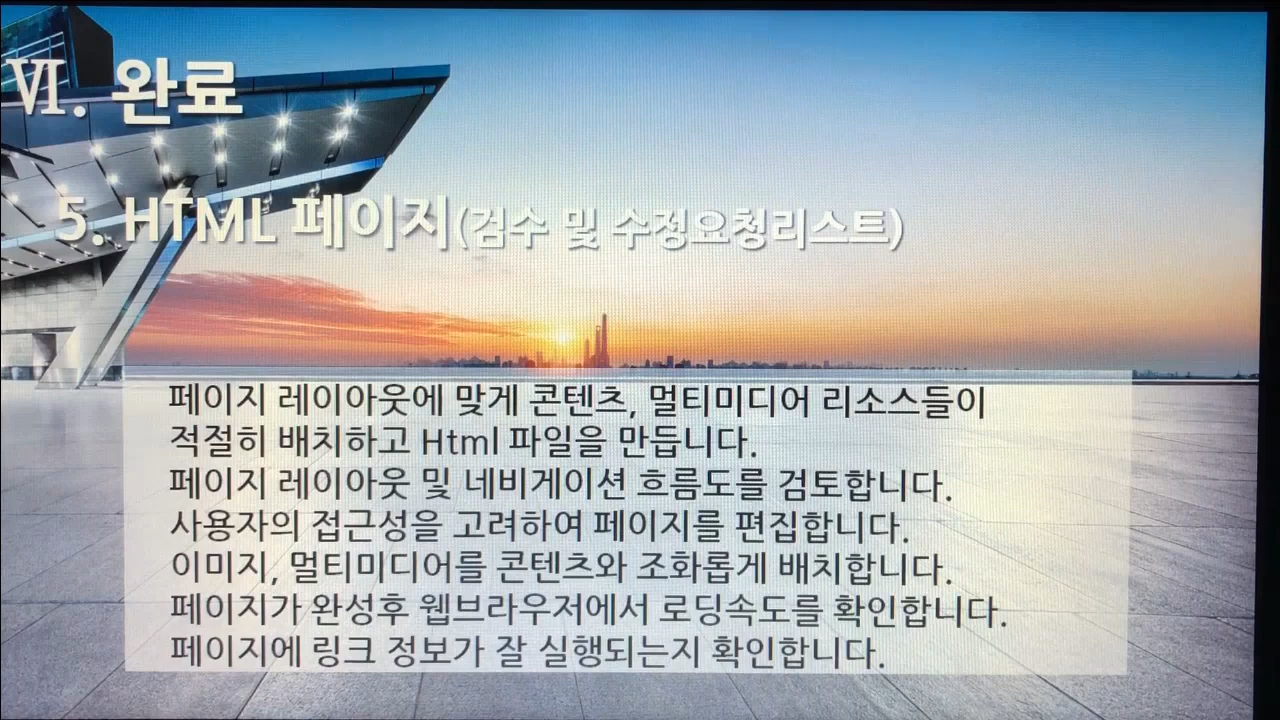 Ⅵ. 완료
5. HTML 페이지(검수 및 수정요청리스트)
페이지 레이아웃에 맞게 콘텐츠, 멀티미디어 리소스들이
적절히 배치하고 Html 파일을 만듭니다.
페이지 레이아웃 및 네비게이션 흐름도를 검토합니다.
사용자의 접근성을 고려하여 페이지를 편집합니다.
이미지, 멀티미디어를 콘텐츠와 조화롭게 배치합니다.
페이지가 완성후 웹브라우저에서 로딩속도를 확인합니다.
페이지에 링크 정보가 잘 실행되는지 확인합니다.